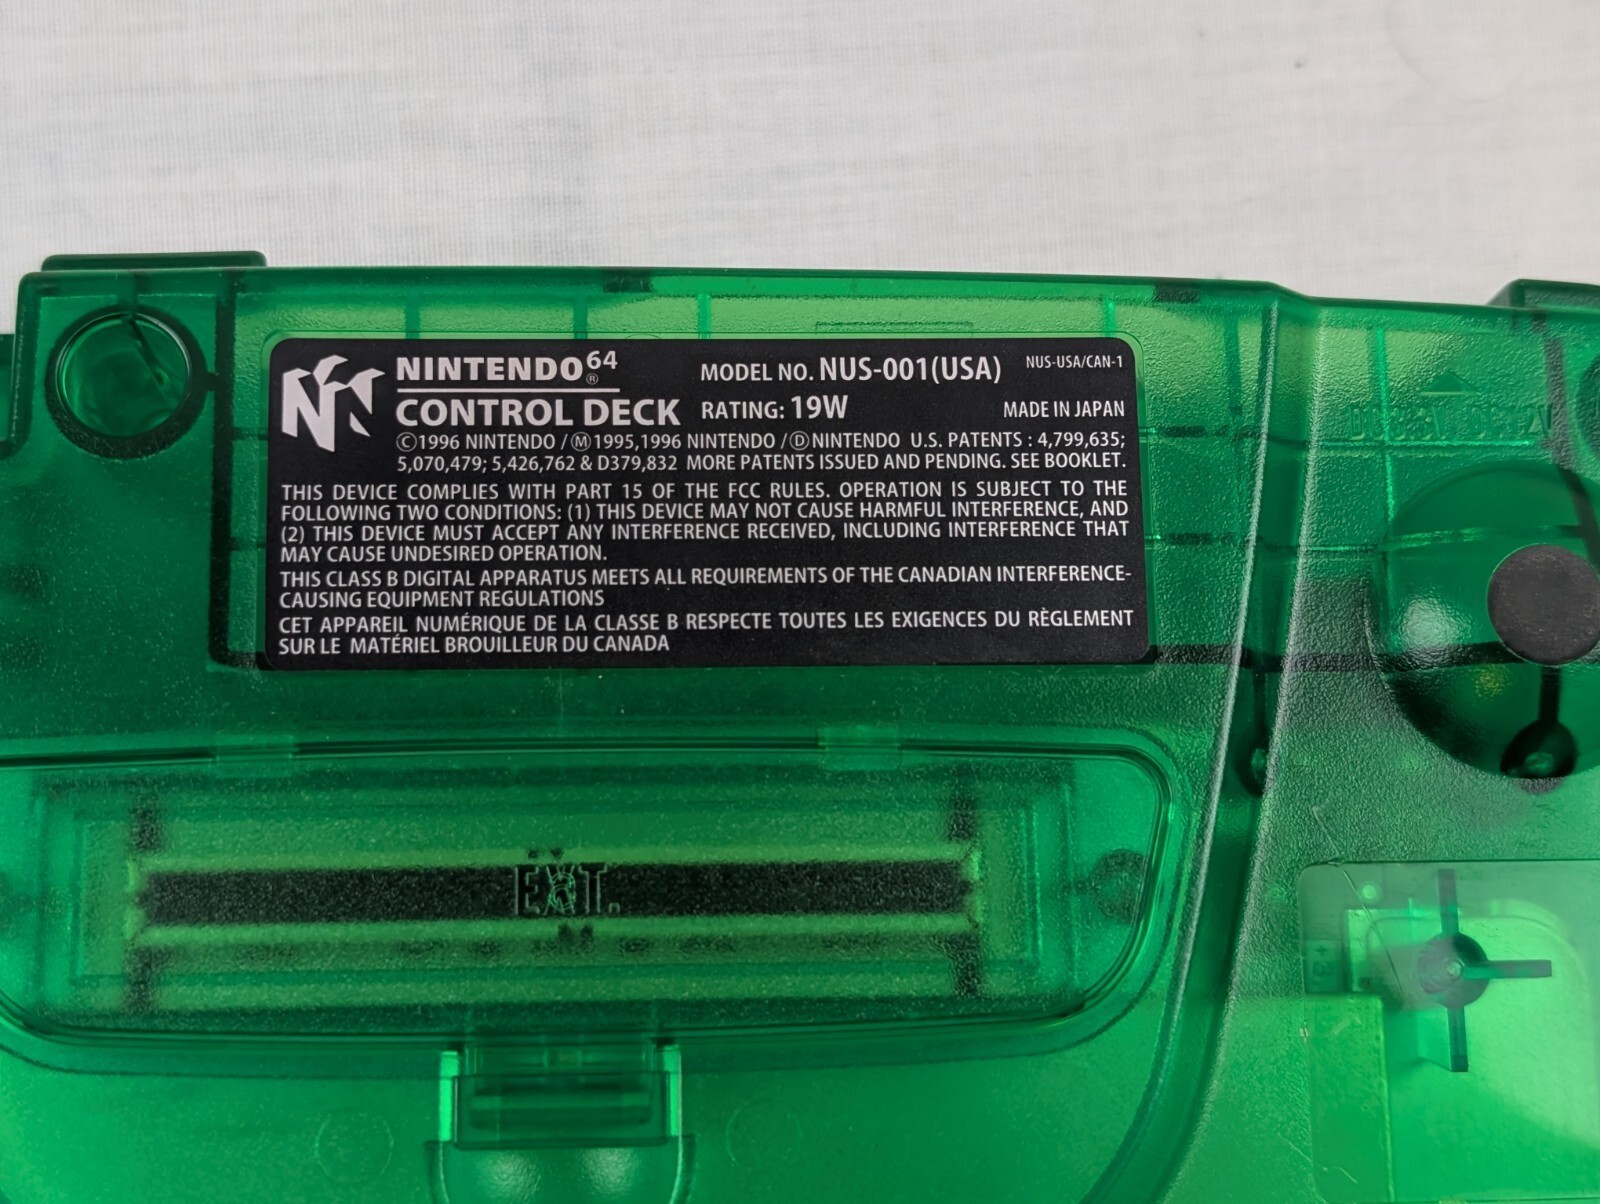 NINTENDO64®
CONTROL DECK
MODEL NO. NUS-001(USA)
NUS-USA/CAN-1
RATING: 19W
MADE IN JAPAN
©1996 NINTENDO / Ⓜ1995,1996 NINTENDO / ⒹNINTENDO U.S. PATENTS : 4,799,635;
5,070,479; 5,426,762 & D379,832 MORE PATENTS ISSUED AND PENDING. SEE BOOKLET.
THIS DEVICE COMPLIES WITH PART 15 OF THE FCC RULES. OPERATION IS SUBJECT TO THE
FOLLOWING TWO CONDITIONS: (1) THIS DEVICE MAY NOT CAUSE HARMFUL INTERFERENCE, AND
(2) THIS DEVICE MUST ACCEPT ANY INTERFERENCE RECEIVED, INCLUDING INTERFERENCE THAT
MAY CAUSE UNDESIRED OPERATION.
THIS CLASS B DIGITAL APPARATUS MEETS ALL REQUIREMENTS OF THE CANADIAN INTERFERENCE-
CAUSING EQUIPMENT REGULATIONS
CET APPAREIL NUMÉRIQUE DE LA CLASSE B RESPECTE TOUTES LES EXIGENCES DU RÈGLEMENT
SUR LE MATÉRIEL BROUILLEUR DU CANADA
EXT.